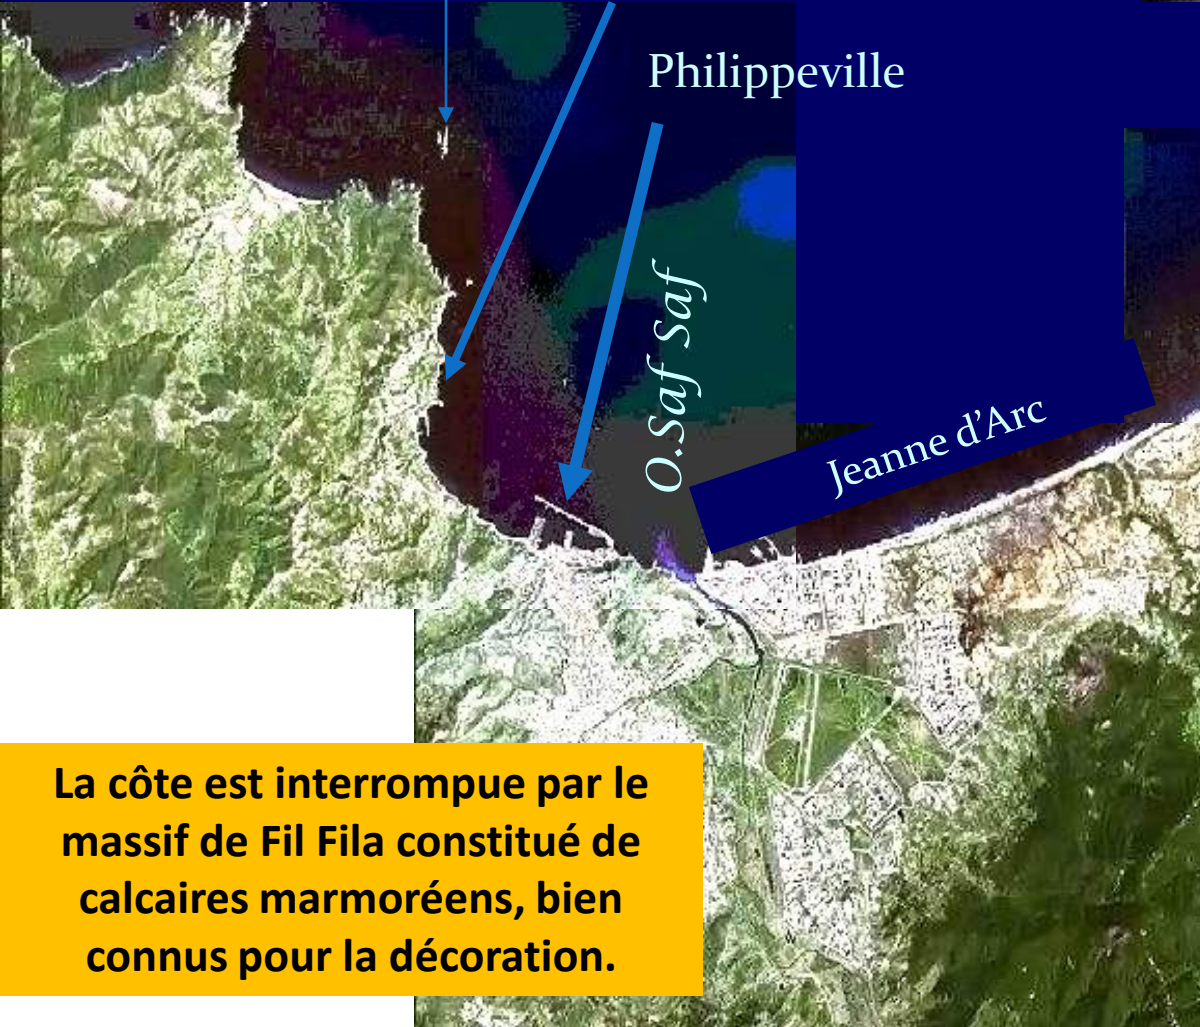 Philippeville
O.Saf Saf
Jeanne d'Arc
La côte est interrompue par le
massif de Fil Fila constitué de
calcaires marmoréens, bien
connus pour la décoration.